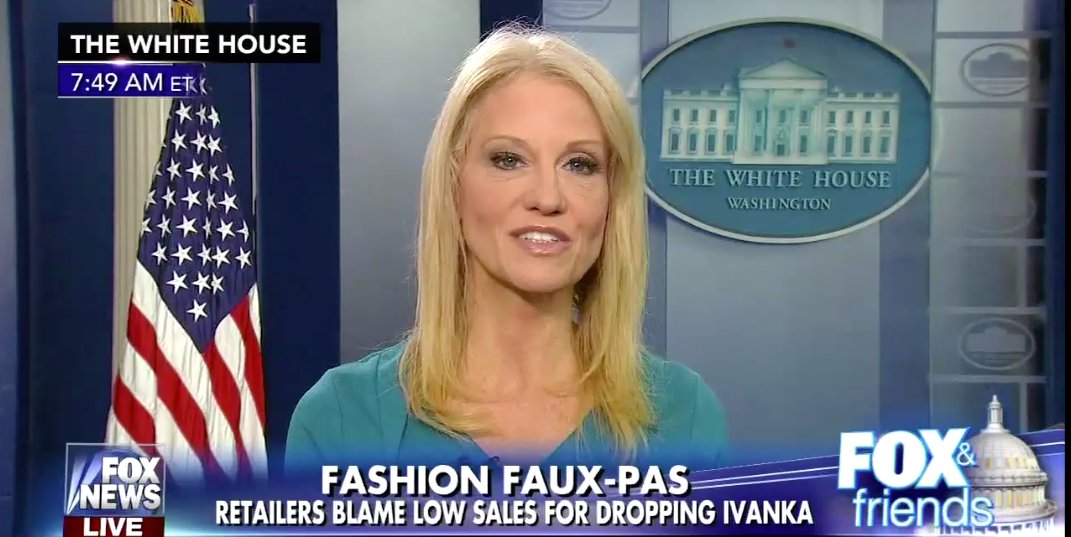 THE WHITE HOUSE
7:49 AM ET
THE WHITE HOUSE
WASHINGTON
FASHION FAUX-PAS
RETAILERS BLAME LOW SALES FOR DROPPING IVANKA
FOX
NEWS
LIVE
FOX &
friends